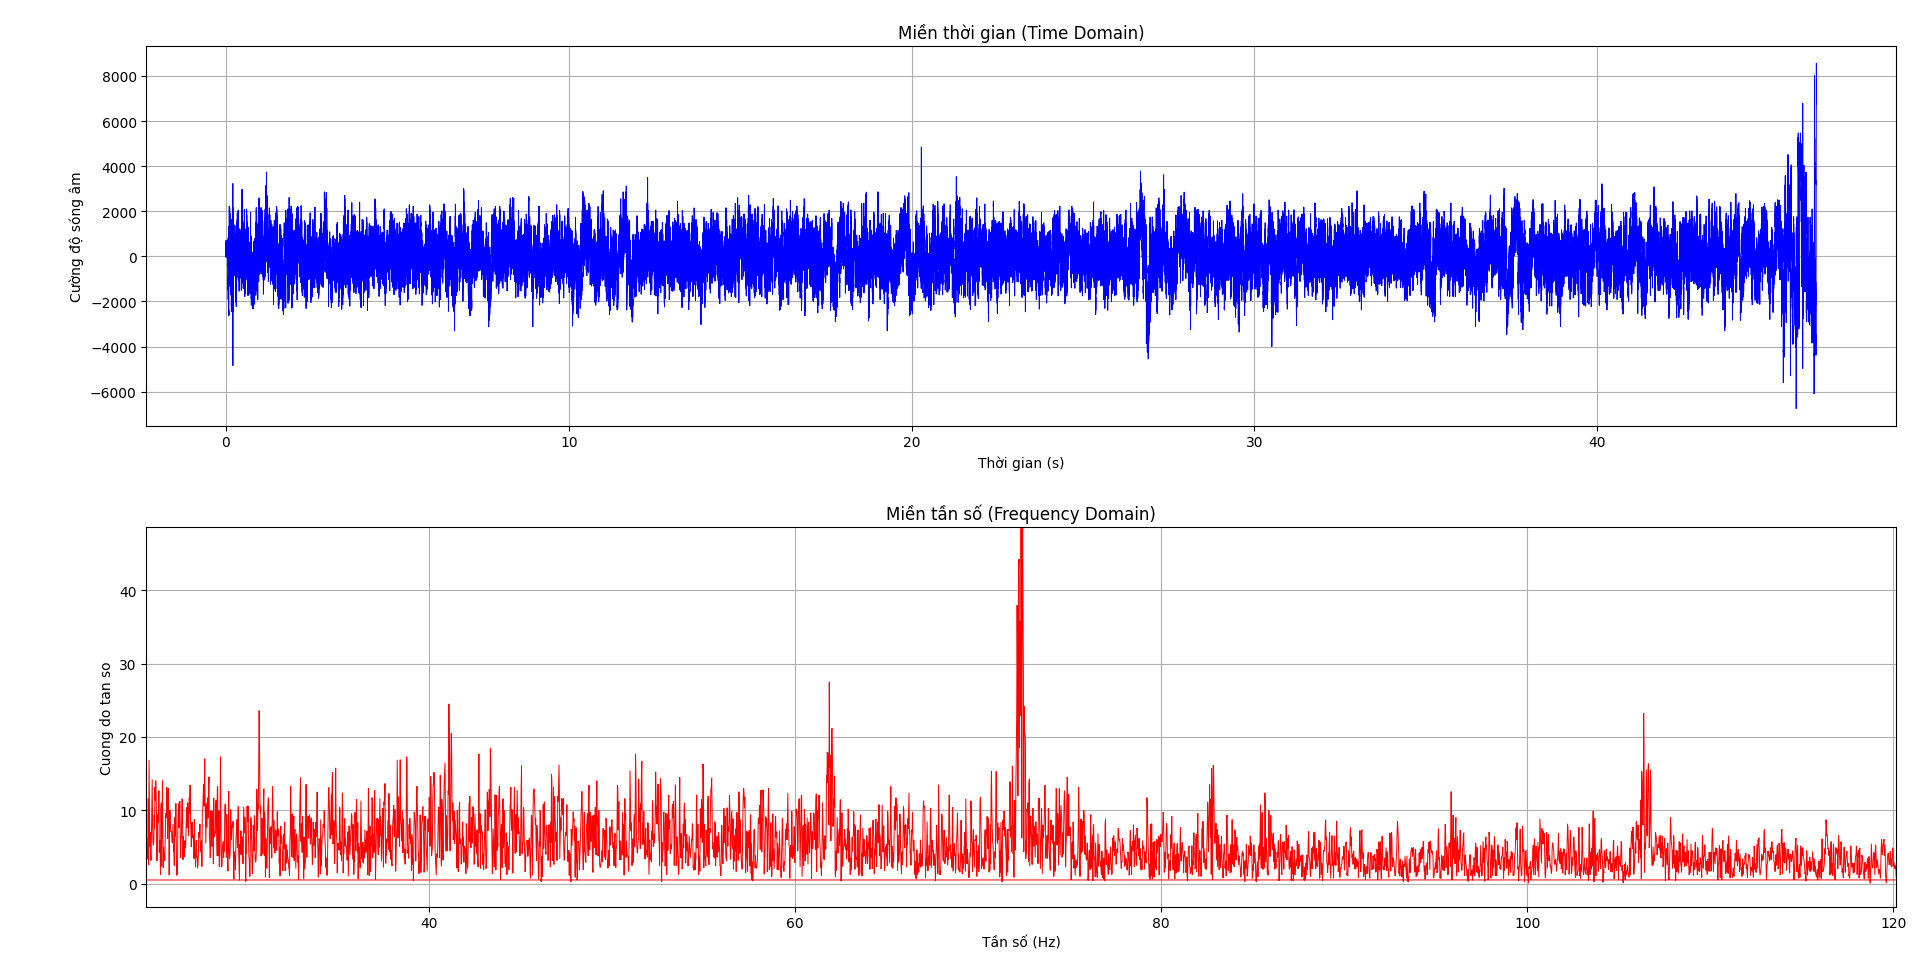 Miền thời gian (Time Domain)
8000
6000
4000
2000
0
−2000
−4000
−6000
Cường độ sóng âm
0 10 20 30 40
Thời gian (s)
Miền tần số (Frequency Domain)
40
30
20
10
0
Cuong do tan so
40 60 80 100 120
Tần số (Hz)